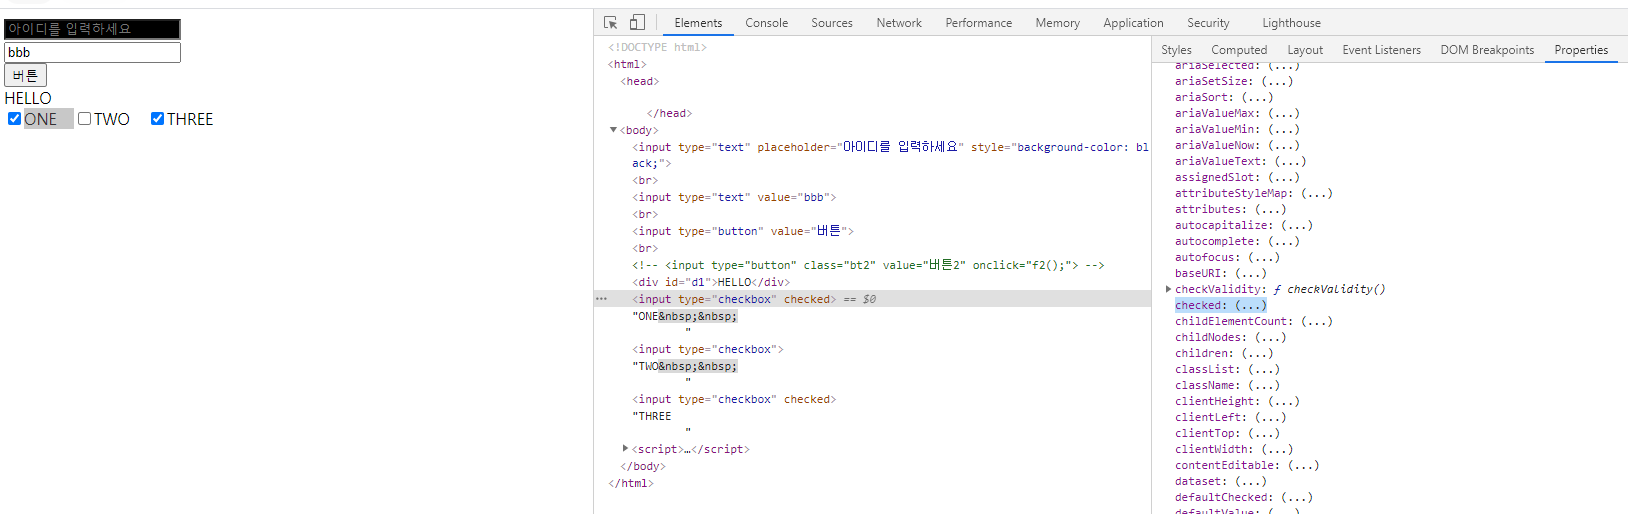 아이디를 입력하세요
bbb
버튼
HELLO
ONE TWO THREE
Elements Console Sources Network Performance Memory Application Security Lighthouse
<!DOCTYPE html>
<html>
<head>
</head>
<body>
<input type="text" placeholder="아이디를 입력하세요" style="background-color: bl
ack;">
<br>
<input type="text" value="bbb">
<br>
<input type="button" value="버튼">
<br>
<!-- <input type="button" class="bt2" value="버튼2" onclick="f2();"> -->
<div id="d1">HELLO</div>
... <input type="checkbox" checked> == $0
"ONE&nbsp;&nbsp;
"
<input type="checkbox">
"TWO&nbsp;&nbsp;
"
<input type="checkbox" checked>
"THREE
"
<script>…</script>
</body>
</html>
Styles Computed Layout Event Listeners DOM Breakpoints Properties
ariaSelected: (...)
ariaSetSize: (...)
ariaSort: (...)
ariaValueMax: (...)
ariaValueMin: (...)
ariaValueNow: (...)
ariaValueText: (...)
assignedSlot: (...)
attributeStyleMap: (...)
attributes: (...)
autocapitalize: (...)
autocomplete: (...)
autofocus: (...)
baseURI: (...)
checkValidity: ƒ checkValidity()
checked: (...)
childElementCount: (...)
childNodes: (...)
children: (...)
classList: (...)
className: (...)
clientHeight: (...)
clientLeft: (...)
clientTop: (...)
clientWidth: (...)
contentEditable: (...)
dataset: (...)
defaultChecked: (...)
defaultValue: (...)